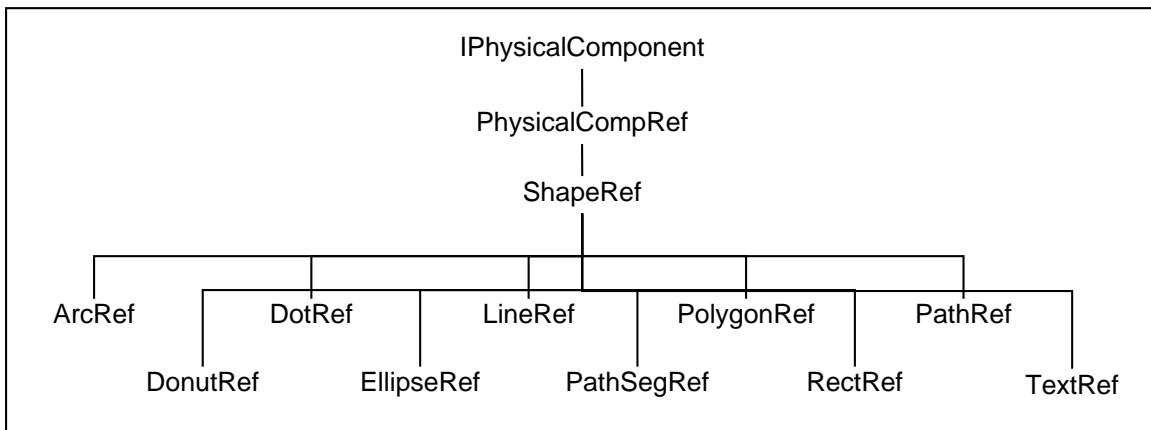 IPhysicalComponent
PhysicalCompRef
ShapeRef
ArcRef DotRef LineRef PolygonRef PathRef
DonutRef EllipseRef PathSegRef RectRef TextRef